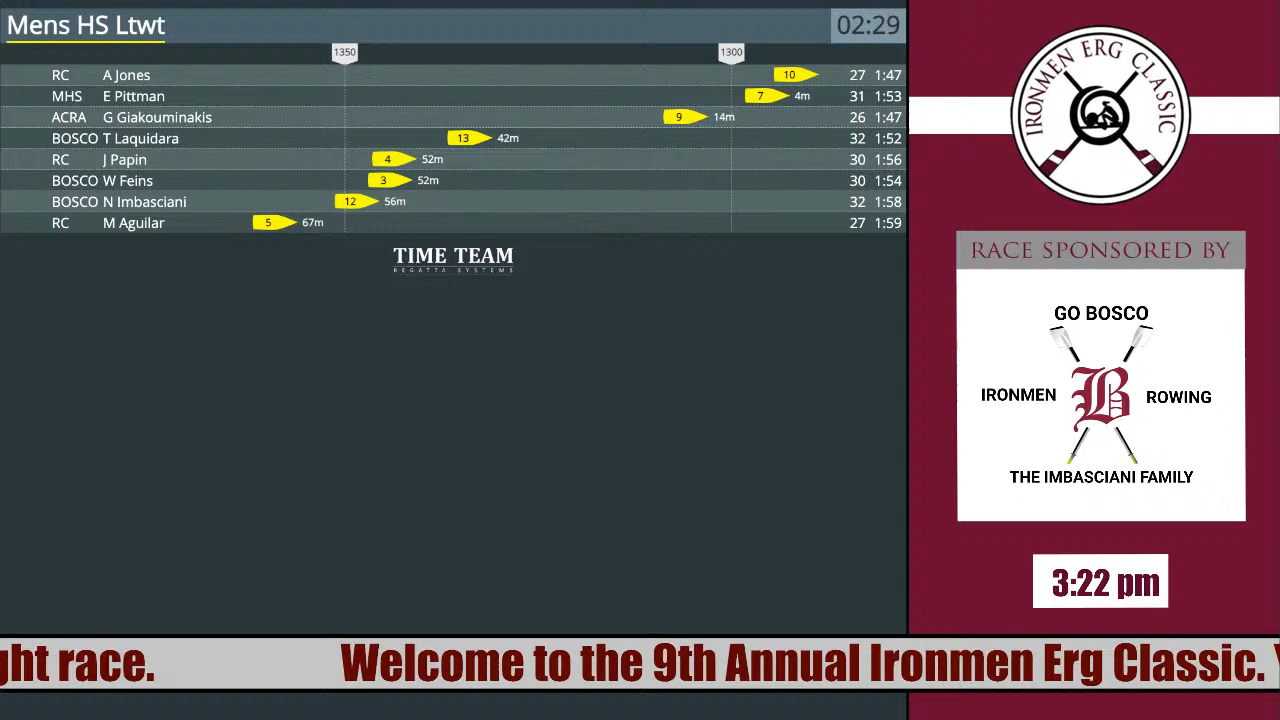 Mens HS Ltwt 02:29
1350 1300
RC A Jones 10 27 1:47
MHS E Pittman 7 4m 31 1:53
ACRA G Giakouminakis 9 14m 26 1:47
BOSCO T Laquidara 13 42m 32 1:52
RC J Papin 4 52m 30 1:56
BOSCO W Feins 3 52m 30 1:54
BOSCO N Imbasciani 12 56m 32 1:58
RC M Aguilar 5 67m 27 1:59
TIME TEAM
REGATTA SYSTEMS
IRONMEN ERG CLASSIC
RACE SPONSORED BY
GO BOSCO
IRONMEN B ROWING
THE IMBASCIANI FAMILY
3:22 pm
ght race. Welcome to the 9th Annual Ironmen Erg Classic.